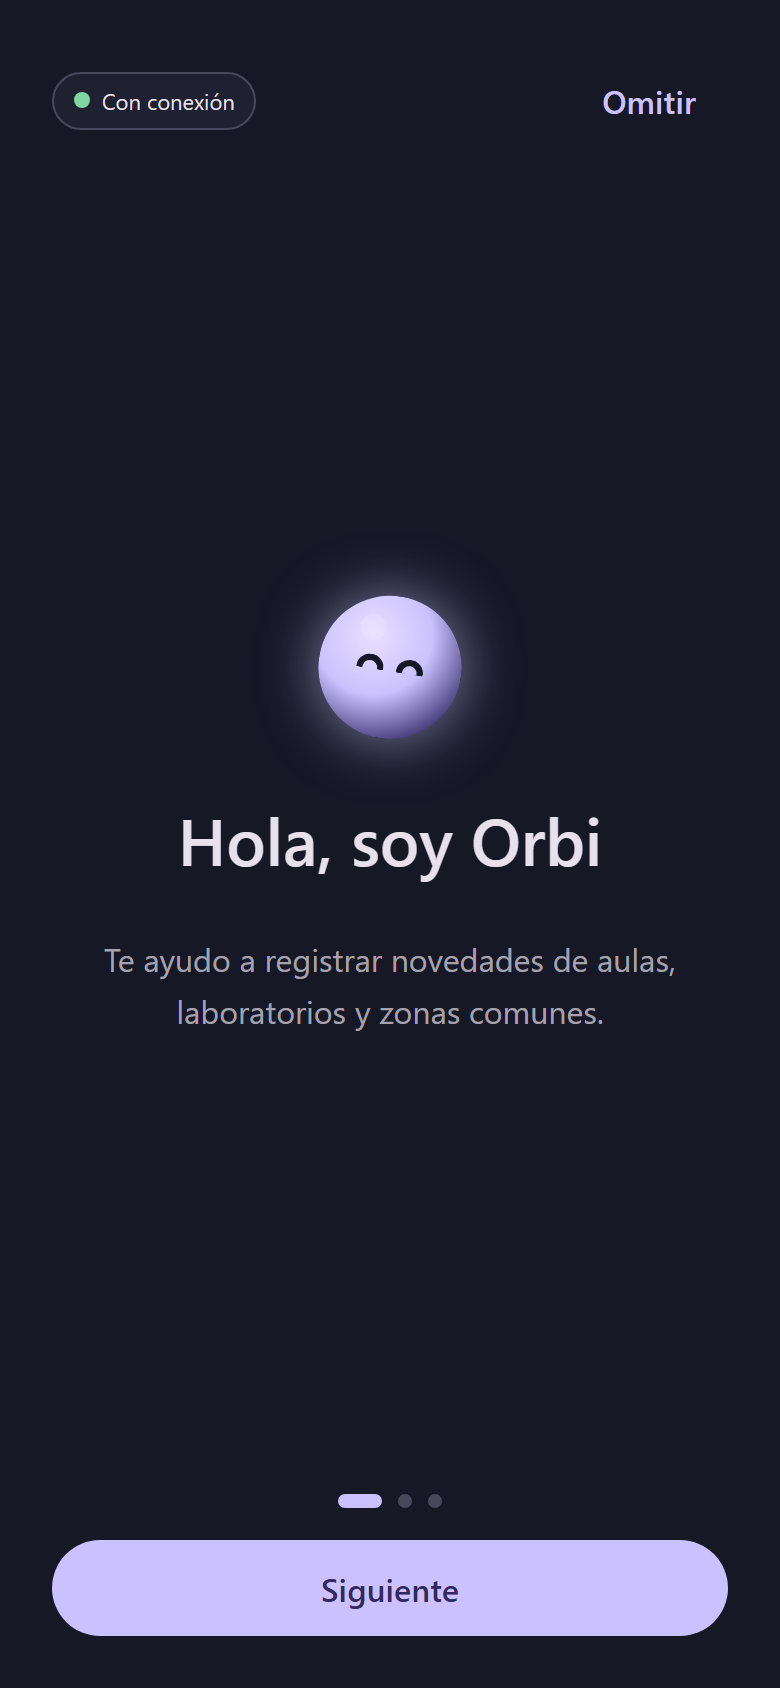 Con conexión
Omitir
Hola, soy Orbi
Te ayudo a registrar novedades de aulas,
laboratorios y zonas comunes.
Siguiente